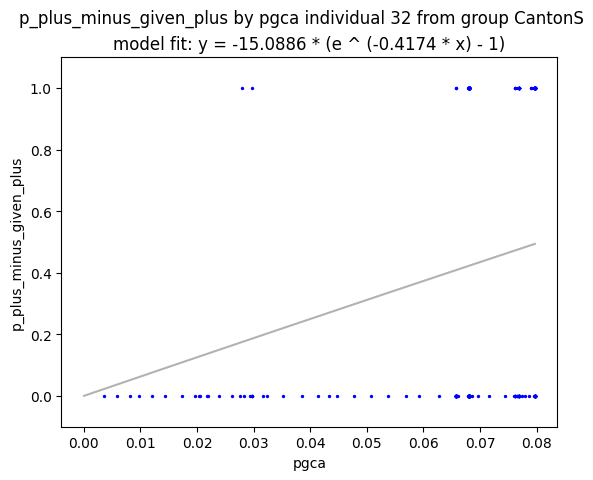 p_plus_minus_given_plus by pgca individual 32 from group CantonS
model fit: y = -15.0886 * (e ^ (-0.4174 * x) - 1)
p_plus_minus_given_plus
1.0
0.8
0.6
0.4
0.2
0.0
0.00 0.01 0.02 0.03 0.04 0.05 0.06 0.07 0.08
pgca